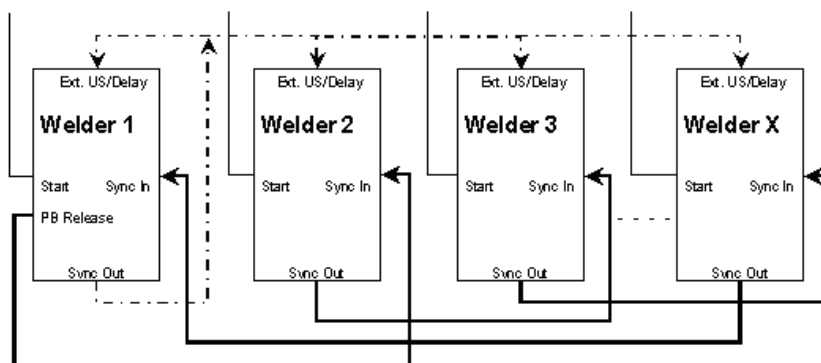 Ext. US/Delay
Welder 1
Start Sync In
PB Release
Sync Out
Ext. US/Delay
Welder 2
Start Sync In
Sync Out
Ext. US/Delay
Welder 3
Start Sync In
Sync Out
Ext. US/Delay
Welder X
Start Sync In
Sync Out